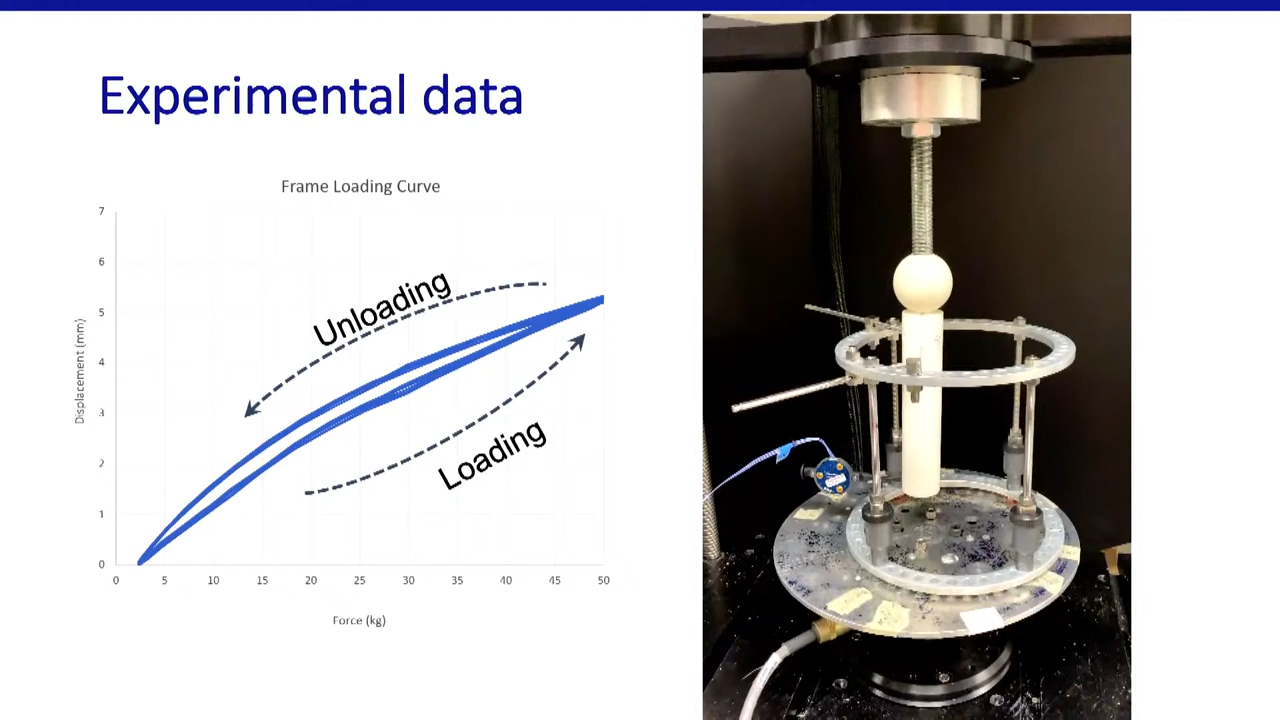 Experimental data
Frame Loading Curve
7
6
5
4
3
2
1
0
Displacement (mm)
Unloading
Loading
0 5 10 15 20 25 30 35 40 45 50
Force (kg)